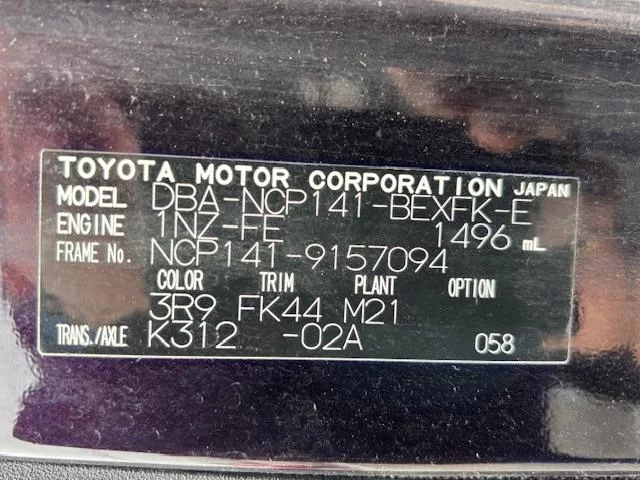 TOYOTA MOTOR CORPORATION JAPAN
MODEL DBA-NCP141-BEXFK-E
ENGINE 1NZ-FE 1496 mL
FRAME No. NCP141-9157094
COLOR TRIM PLANT OPTION
3R9 FK44 M21
TRANS./AXLE K312 -02A 058